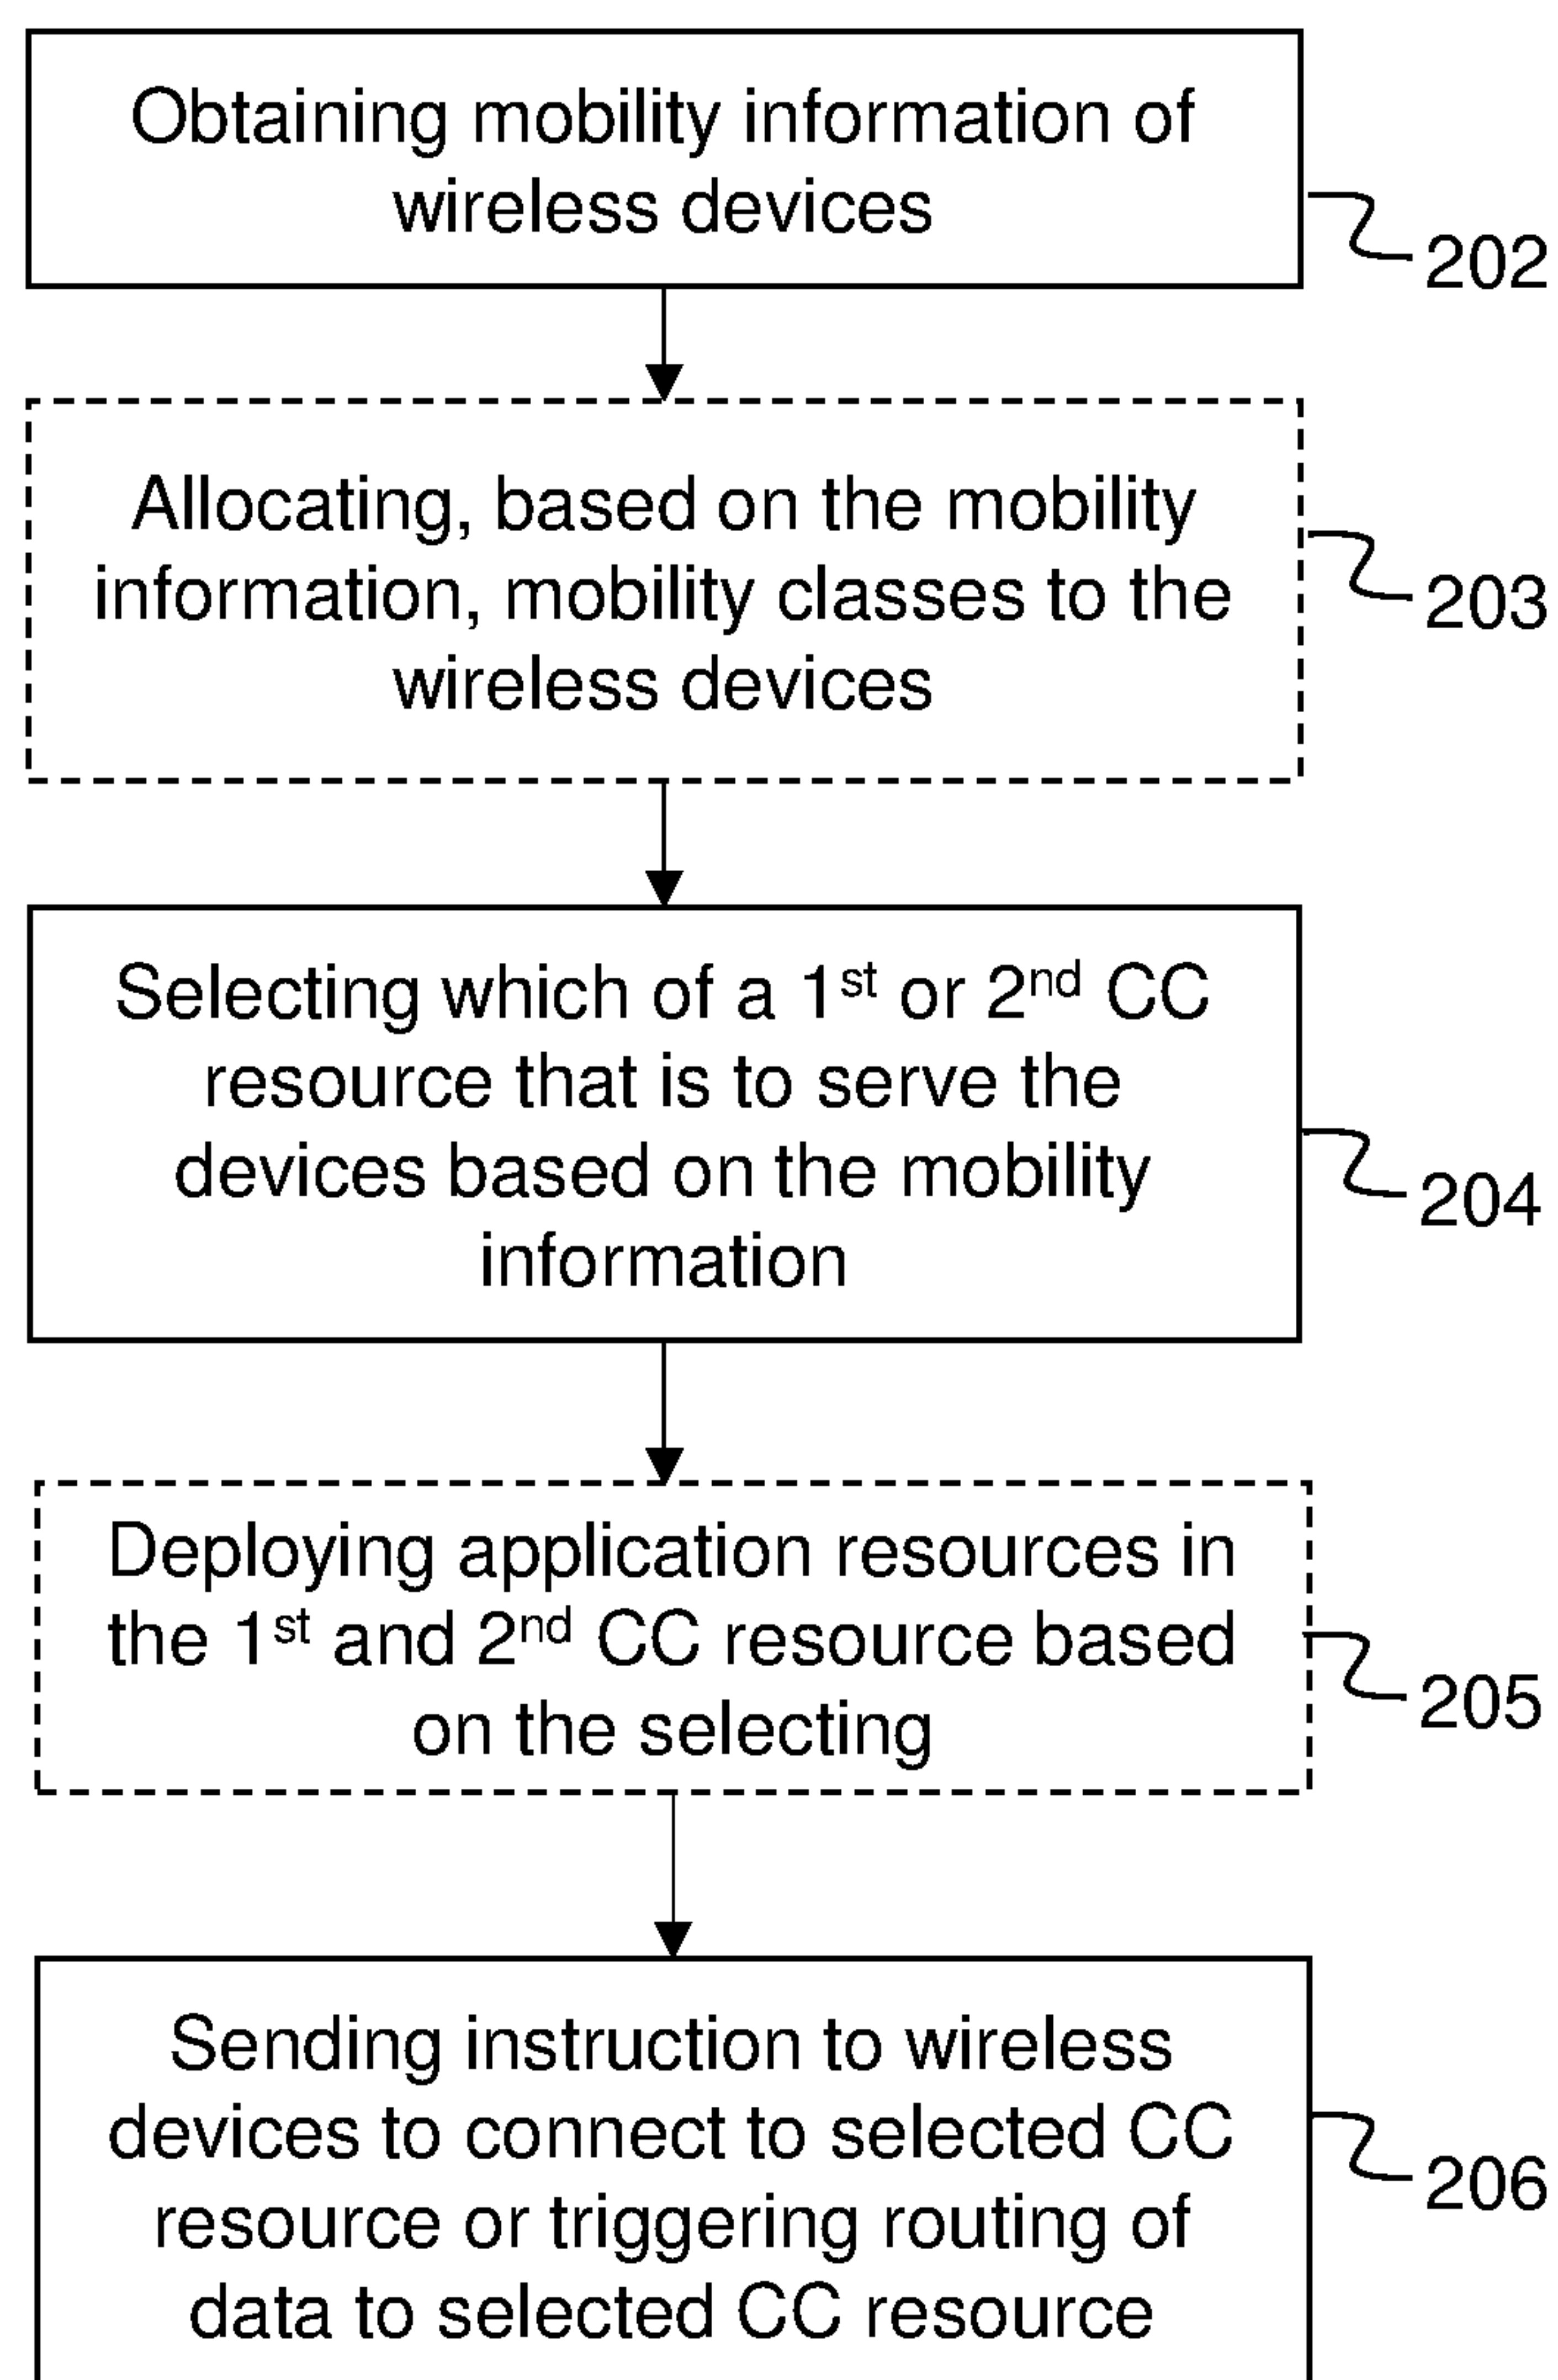 Obtaining mobility information of
wireless devices
202
Allocating, based on the mobility
information, mobility classes to the
wireless devices
203
Selecting which of a 1st or 2nd CC
resource that is to serve the
devices based on the mobility
information
204
Deploying application resources in
the 1st and 2nd CC resource based
on the selecting
205
Sending instruction to wireless
devices to connect to selected CC
resource or triggering routing of
data to selected CC resource
206